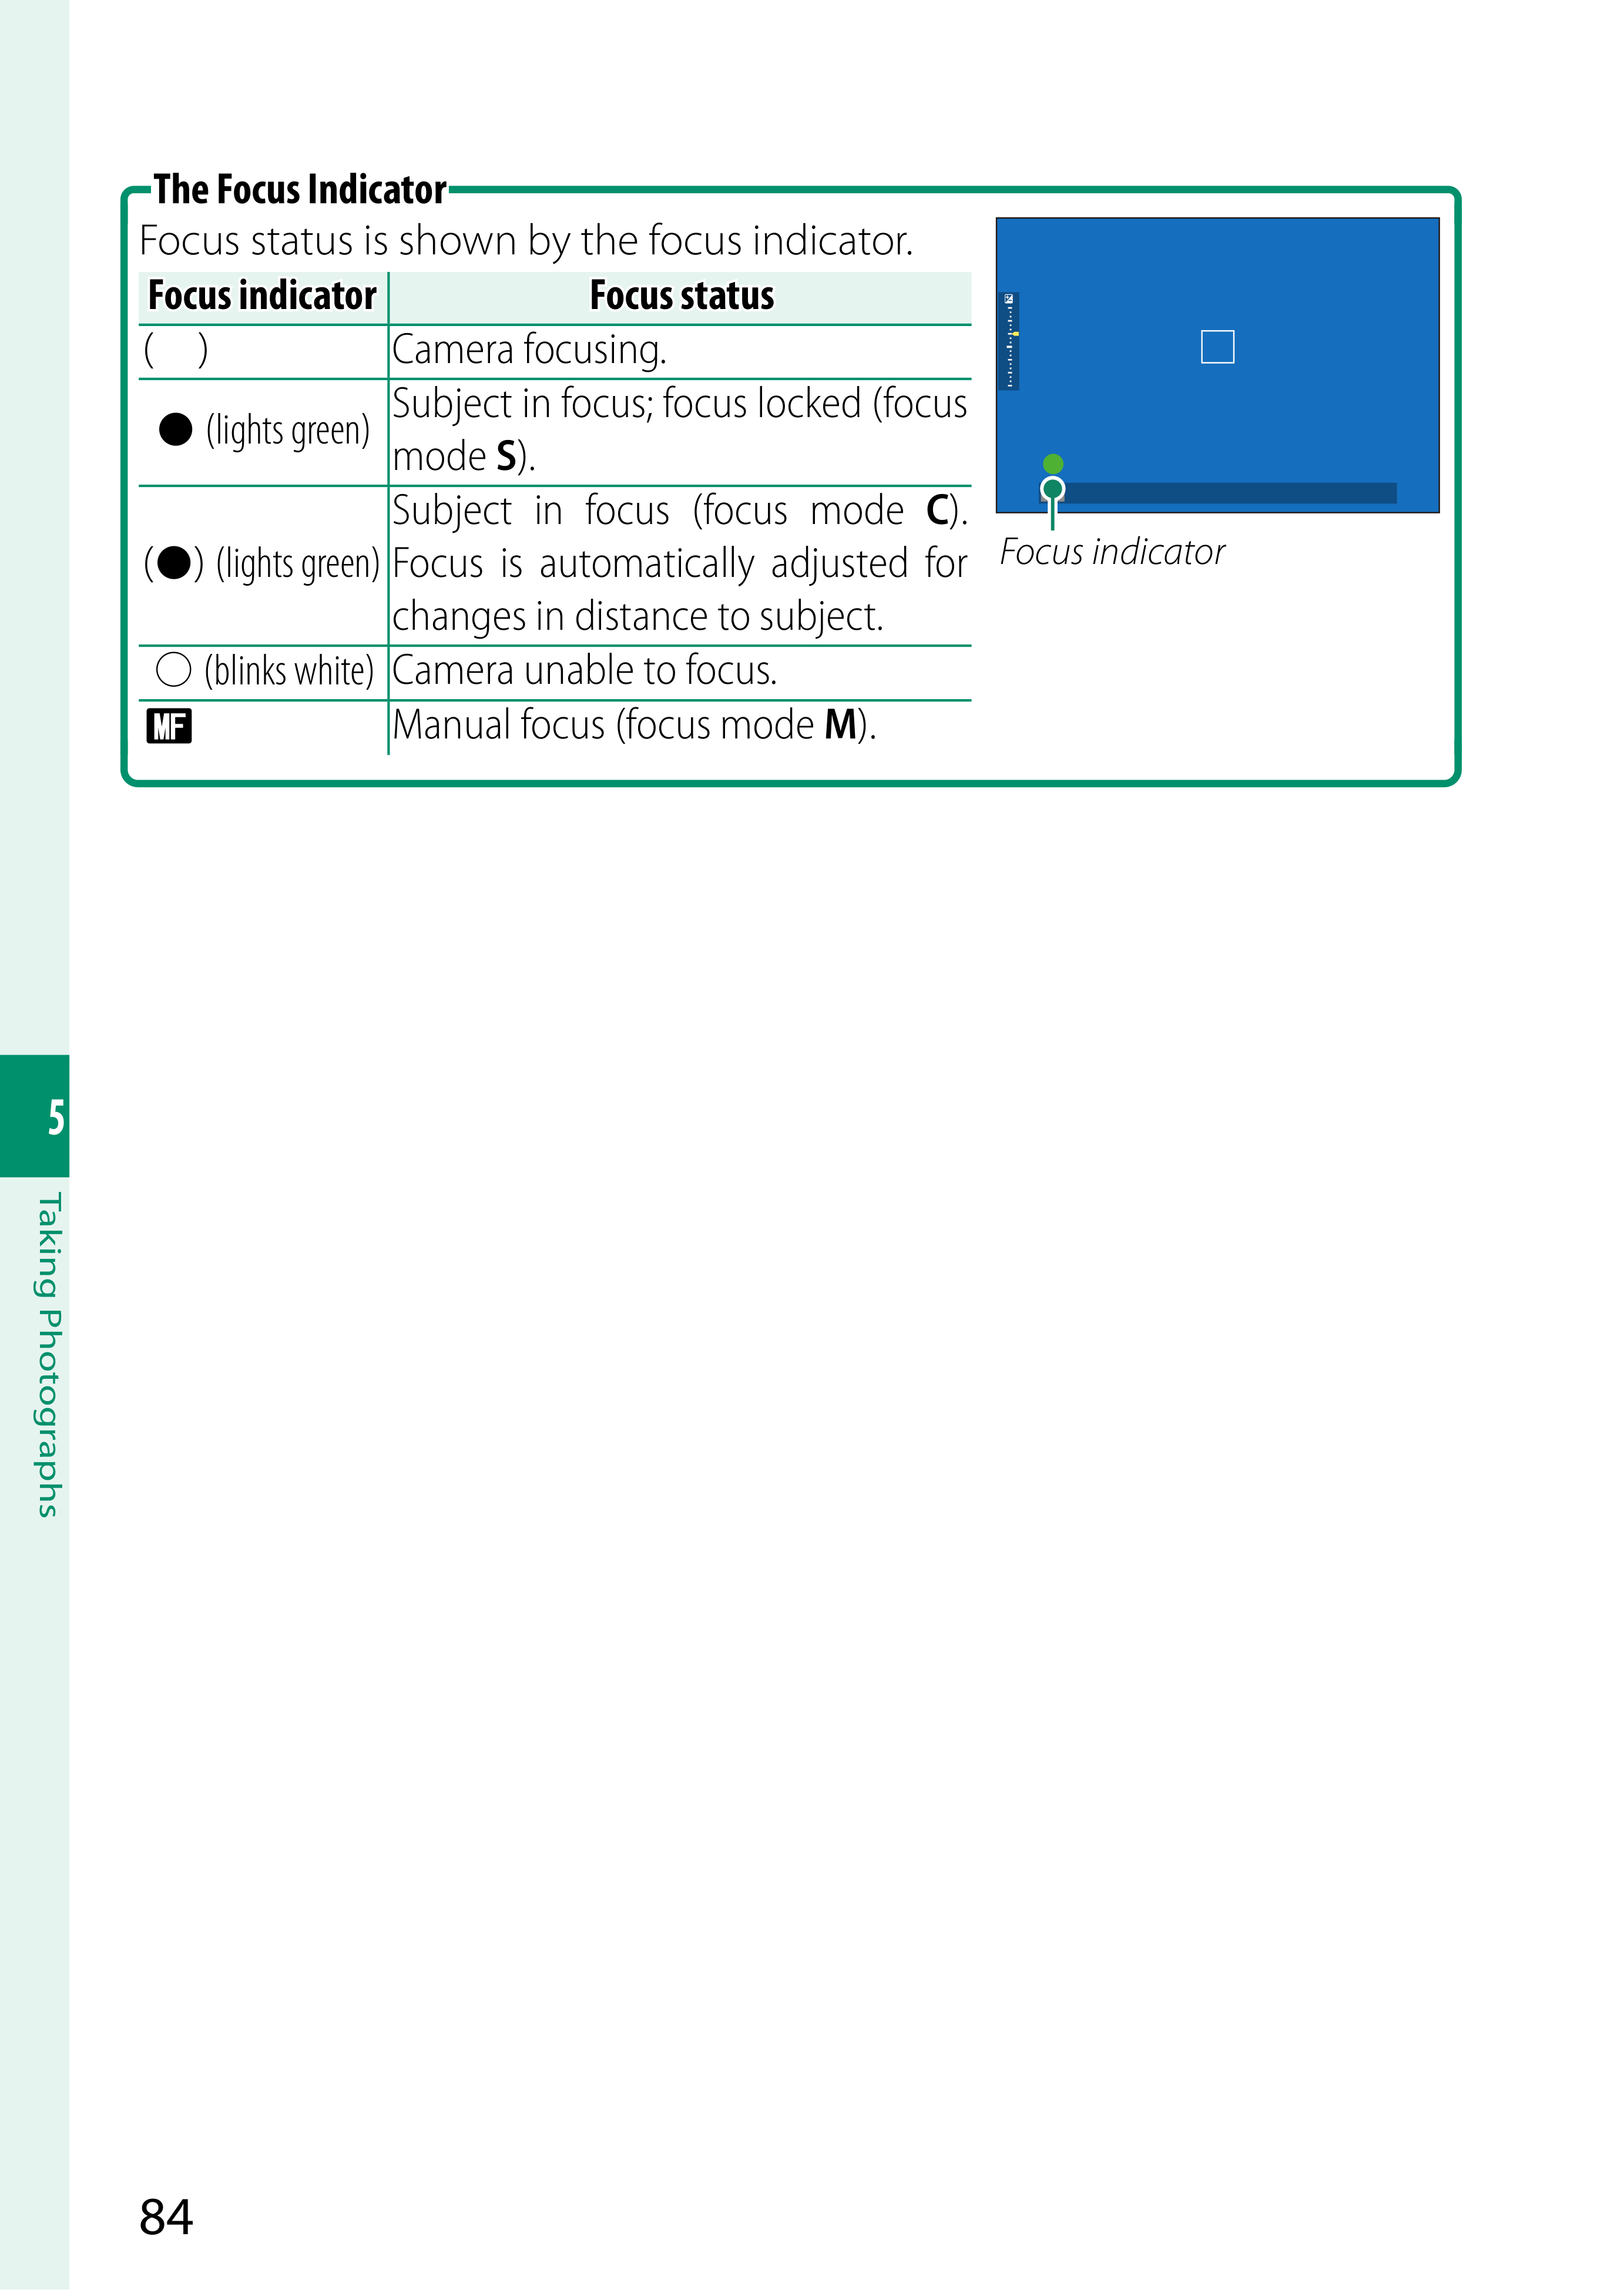 The Focus Indicator
Focus status is shown by the focus indicator.
Focus indicator Focus status
( ) Camera focusing.
● (lights green) Subject in focus; focus locked (focus
mode S).
(●) (lights green) Subject in focus (focus mode C).
Focus is automatically adjusted for
changes in distance to subject.
○ (blinks white) Camera unable to focus.
MF Manual focus (focus mode M).
Focus indicator
5
Taking Photographs
84